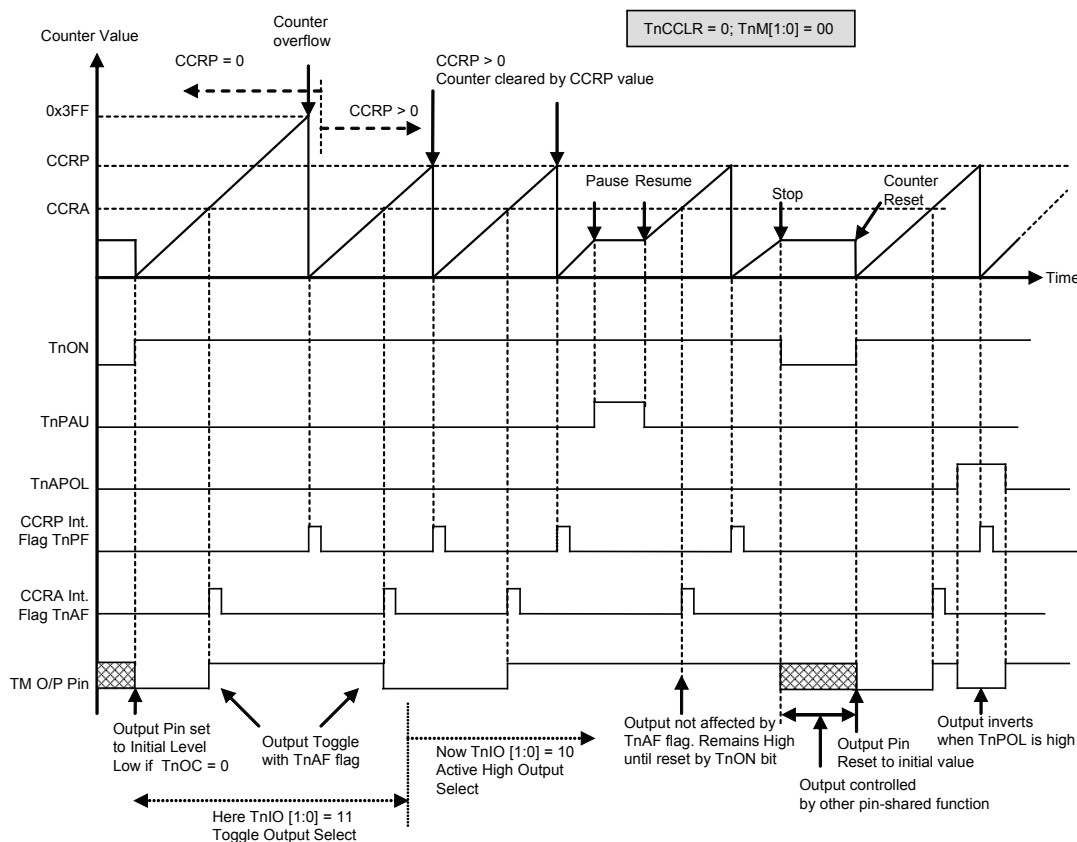 TnCCLR = 0; TnM[1:0] = 00
Counter Value
Counter
overflow
CCRP = 0
CCRP > 0
CCRP > 0
Counter cleared by CCRP value
0x3FF
CCRP
CCRA
Pause
Resume
Stop
Counter
Reset
Time
TnON
TnPAU
TnAPOL
CCRP Int.
Flag TnPF
CCRA Int.
Flag TnAF
TM O/P Pin
Output Pin set
to Initial Level
Low if TnOC = 0
Output Toggle
with TnAF flag
Now TnIO [1:0] = 10
Active High Output
Select
Here TnIO [1:0] = 11
Toggle Output Select
Output not affected by
TnAF flag. Remains High
until reset by TnON bit
Output Pin
Reset to initial value
Output controlled
by other pin-shared function
Output inverts
when TnPOL is high